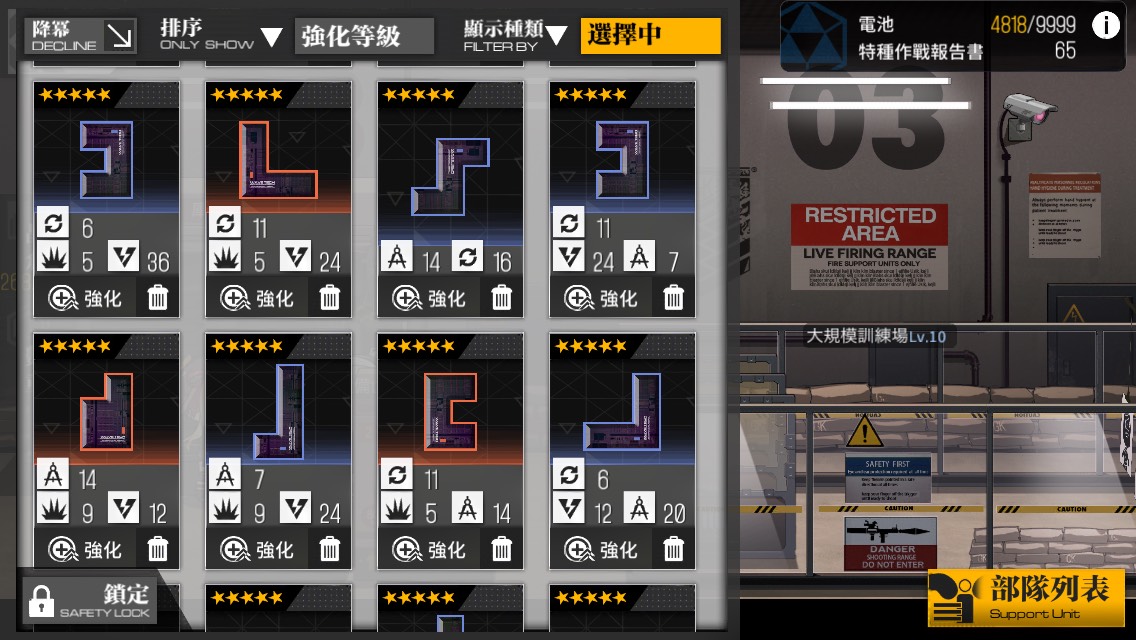 降冪
DECLINE
排序
ONLY SHOW
強化等級
顯示種類
FILTER BY
選擇中
電池
4818/9999
特種作戰報告書
65
i
03
RESTRICTED
AREA
LIVE FIRING RANGE
FIRE SUPPORT UNITS ONLY
大規模訓練場Lv.10
6
5 36
強化
11
5 24
強化
14 16
強化
11
24 7
強化
14
9 12
強化
7
9 24
強化
11
5 14
強化
6
12 20
強化
鎖定
SAFETY LOCK
SAFETY FIRST
CAUTION
CAUTION
DANGER
SHOOTING RANGE
DO NOT ENTER
部隊列表
Support Unit